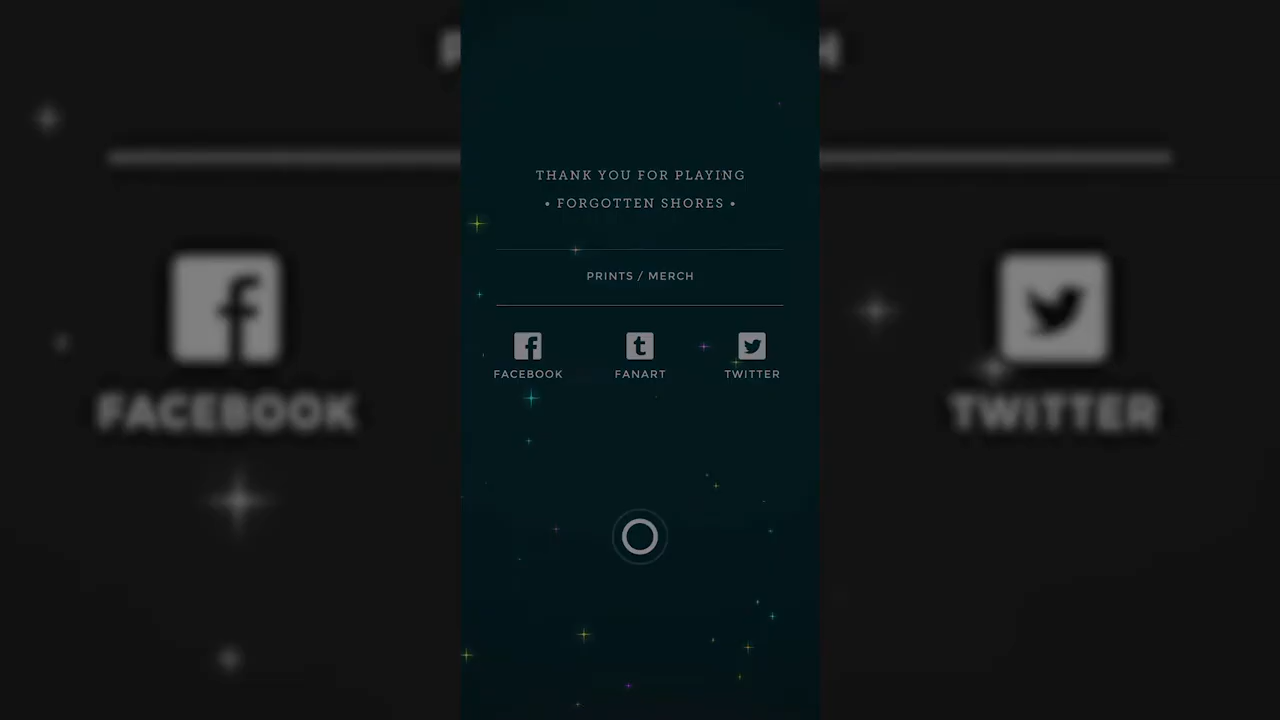 THANK YOU FOR PLAYING
• FORGOTTEN SHORES •
PRINTS / MERCH
FACEBOOK FANART TWITTER
FACEBOOK TWITTER